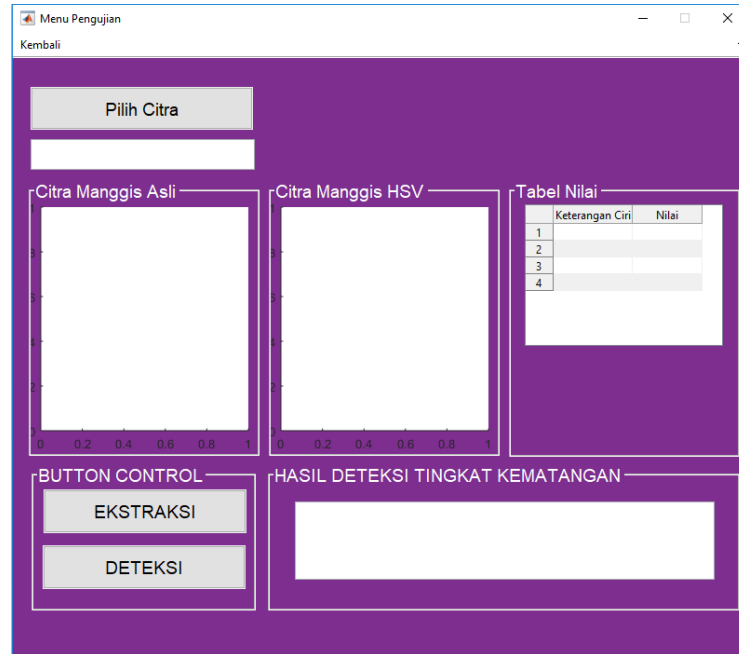 Menu Pengujian
Kembali
Pilih Citra
Citra Manggis Asli
Citra Manggis HSV
Tabel Nilai
Keterangan Ciri Nilai
1
2
3
4
0 0.2 0.4 0.6 0.8 1
0 0.2 0.4 0.6 0.8 1
BUTTON CONTROL
EKSTRAKSI
DETEKSI
HASIL DETEKSI TINGKAT KEMATANGAN